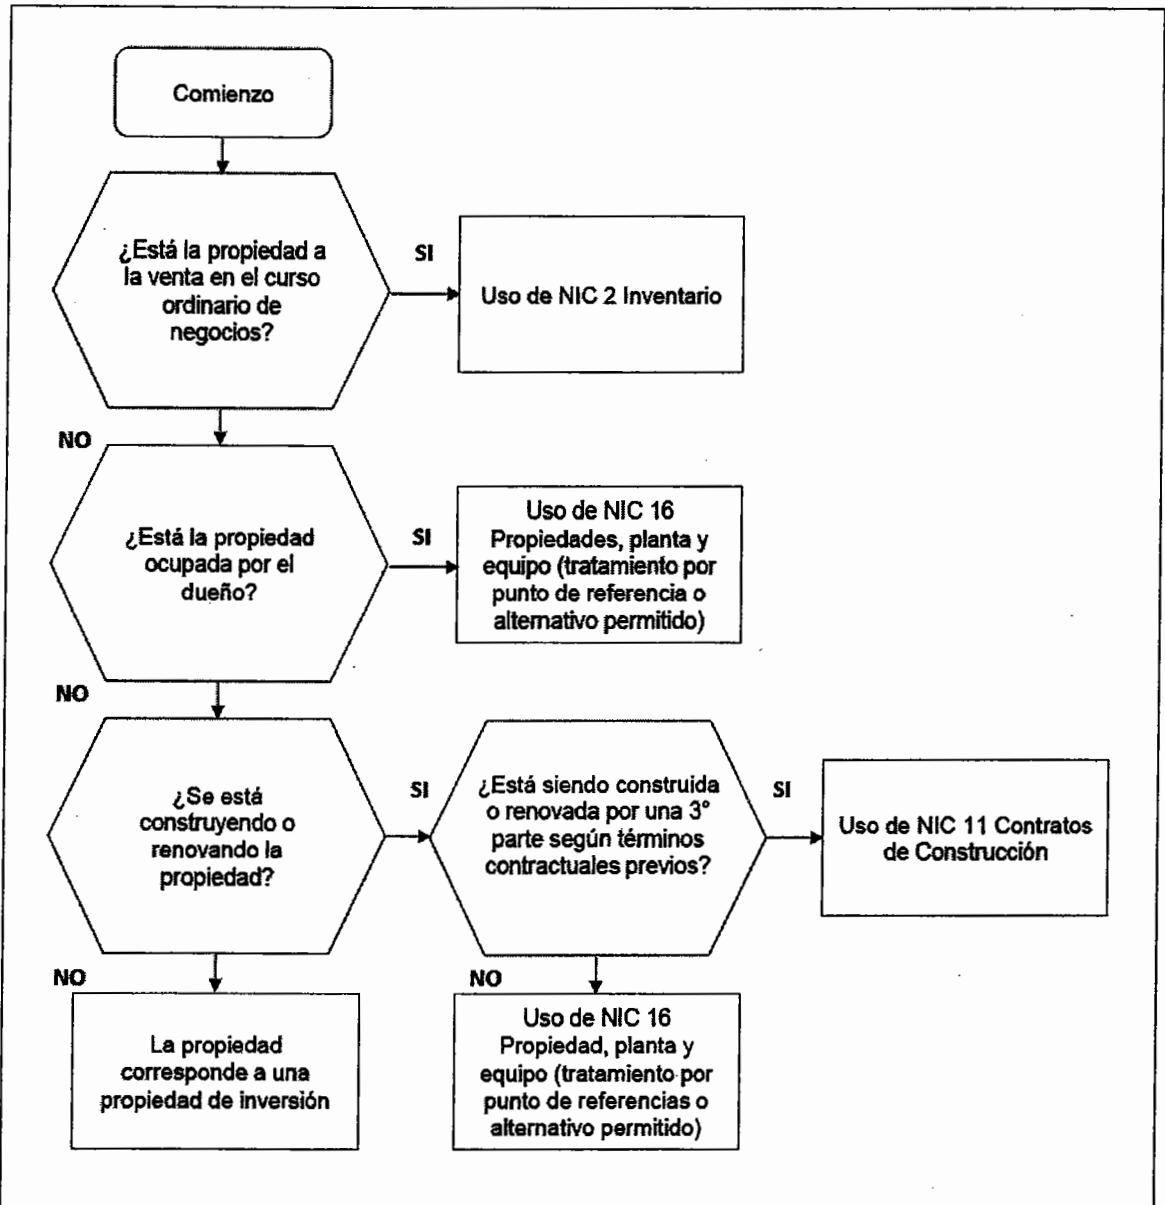 Comienzo
¿Está la propiedad a
la venta en el curso
ordinario de
negocios?
SI
Uso de NIC 2 Inventario
NO
¿Está la propiedad
ocupada por el
dueño?
SI
Uso de NIC 16
Propiedades, planta y
equipo (tratamiento por
punto de referencia o
alternativo permitido)
NO
¿Se está
construyendo o
renovando la
propiedad?
SI
¿Está siendo construida
o renovada por una 3° 
parte según términos
contractuales previos?
SI
Uso de NIC 11 Contratos
de Construcción
NO
La propiedad
corresponde a una
propiedad de inversión
NO
Uso de NIC 16
Propiedad, planta y
equipo (tratamiento por
punto de referencias o
alternativo permitido)